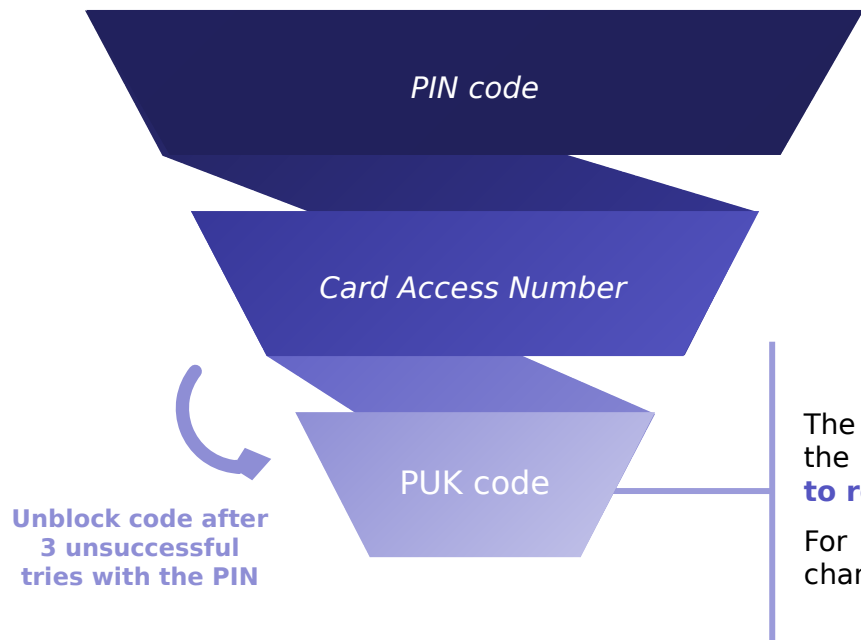 PIN code
Card Access Number
PUK code
Unblock code after
3 unsuccessful
tries with the PIN
The
the
to
For